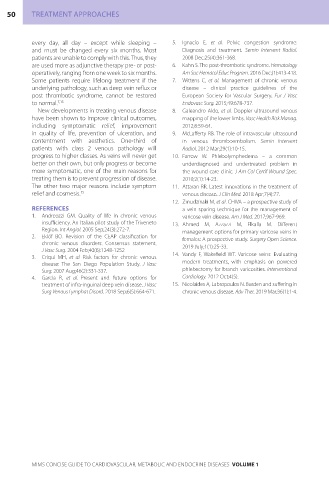 50 TREATMENT APPROACHES
every day, all day – except while sleeping –
and must be changed every six months. Most
patients are unable to comply with this. Thus, they
are used more as adjunctive therapy pre- or post-
operatively, ranging from one week to six months.
Some patients require lifelong treatment if the
underlying pathology, such as deep vein reflux or
post thrombotic syndrome, cannot be restored
to normal.
New developments in treating venous disease
have been shown to improve clinical outcomes,
including symptomatic relief, improvement
in quality of life, prevention of ulceration, and
contentment with aesthetics. One-third of
patients with class 2 venous pathology will
progress to higher classes. As veins will never get
better on their own, but only progress or become
more symptomatic, one of the main reasons for
treating them is to prevent progression of disease.
The other two major reasons include symptom
relief and cosmesis.
REFERENCES
1. Andreozzi GM. Quality of life in chronic venous
insufficiency. An Italian pilot study of the Triveneto
Region. Int Angiol 2005 Sep;24(3):272-7.
2. Eklöf BO. Revision of the CEAP classification for
chronic venous disorders: Consensus statement.
J Vasc Surg. 2004 Feb;40(6):1248-1252
3. Criqui MH, et al. Risk factors for chronic venous
disease: The San Diego Population Study. J Vasc
Surg. 2007 Aug;46(2):331-337.
4. Garcia R, et al. Present and future options for
treatment of infra-inguinal deep vein disease. J Vasc
Surg Venous Lymphat Disord. 2018 Sep;6(5):664-671.
5. Ignacio E, et al. Pelvic congestion syndrome:
Diagnosis and treatment. Semin Intervent Radiol.
2008 Dec;25(4):361-368.
6. Kahn S. The post-thrombotic syndrome. Hematology
Am Soc Hematol Educ Program. 2016 Dec;2016(1):413-418.
7. Wittens C, et al. Management of chronic venous
disease – clinical practice guidelines of the
European Society for Vascular Surgery. Eur J Vasc
Endovasc Surg. 2015;49:678-737.
8. Galeandro Aldo, et al. Doppler ultrasound venous
mapping of the lower limbs, Vasc Health Risk Manag.
2012;8:59-64.
9. McLafferty RB. The role of intravascular ultrasound
in venous thromboembolism. Semin Intervent
Radiol. 2012 Mar;29(1):10-15.
10. Farrow W. Phlebolymphedema – a common
underdiagnosed and undertreated problem in
the wound care clinic. J Am Col Certif Wound Spec.
2010;2(1):14-23.
11. Attaran RR. Latest innovations in the treatment of
venous disease. J Clin Med. 2018 Apr;7(4):77.
12. Zmudzinski M, et al. CHIVA – a prospective study of
a vein sparing technique for the management of
varicose vein disease. Ann J Med. 2017;967-969.
13. Ahmed M, Alkhalla M. Different
management options for primary varicose veins in
females: A prospective study. Surgery Open Science.
2019 July;1(1):25-33.
14. Vandy F, Wakefield WT. Varicose veins: Evaluating
modern treatments, with emphasis on powered
phlebectomy for branch varicosities. Interventional
Cardiology. 2012 Oct;4(5):
15. Nicolaides A, Labropoulos N. Burden and suffering in
chronic venous disease. Adv Ther. 2019 Mar;36(1):1-4.
MIMS CONCISE GUIDE TO CARDIOVASCULAR, METABOLIC AND ENDOCRINE DISEASES VOLUME 1